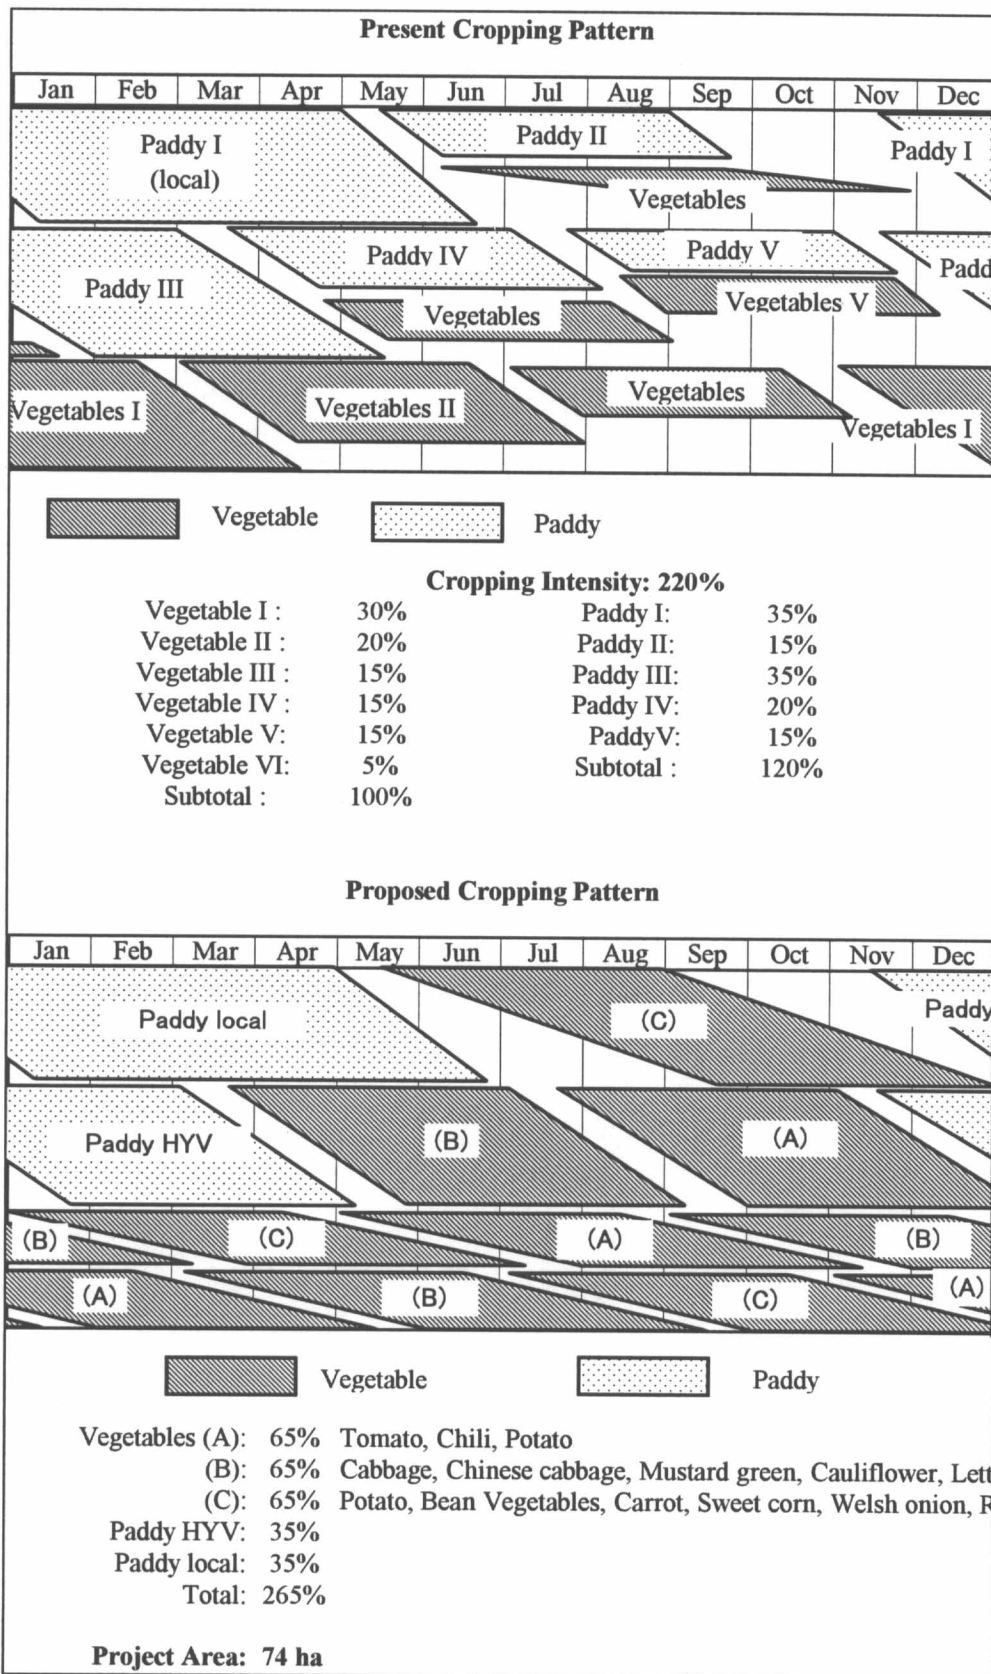 Present Cropping Pattern
Jan Feb Mar Apr May Jun Jul Aug Sep Oct Nov Dec
Paddy I
(local)
Paddy II
Paddy I
Vegetables
Paddy III
Paddy IV
Paddy V
Padd
Vegetables
Vegetables V
Vegetables I
Vegetables II
Vegetables
Vegetables I
Vegetable Paddy
Cropping Intensity: 220%
Vegetable I : 30% Paddy I: 35%
Vegetable II : 20% Paddy II: 15%
Vegetable III : 15% Paddy III: 35%
Vegetable IV : 15% Paddy IV: 20%
Vegetable V: 15% PaddyV: 15%
Vegetable VI: 5% Subtotal : 120%
Subtotal : 100%
Proposed Cropping Pattern
Jan Feb Mar Apr May Jun Jul Aug Sep Oct Nov Dec
Paddy local (C) Paddy
Paddy HYV (B) (A)
(B) (C) (A) (B)
(A) (B) (C) (A)
Vegetable Paddy
Vegetables (A): 65% Tomato, Chili, Potato
(B): 65% Cabbage, Chinese cabbage, Mustard green, Cauliflower, Lett
(C): 65% Potato, Bean Vegetables, Carrot, Sweet corn, Welsh onion, R
Paddy HYV: 35%
Paddy local: 35%
Total: 265%
Project Area: 74 ha